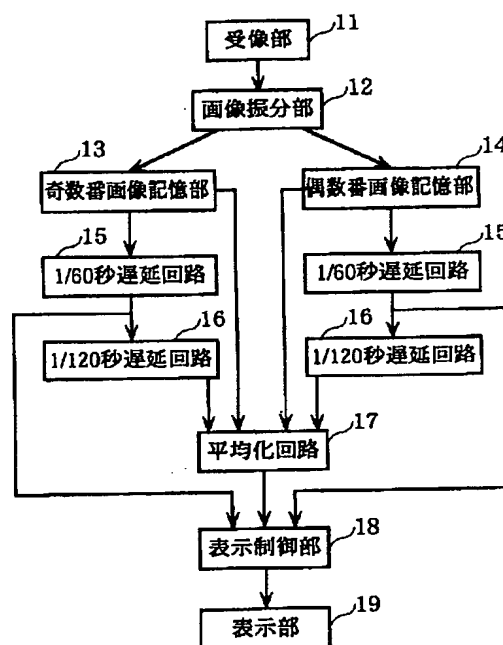 11
受像部
12
画像振分部
13
奇数番画像記憶部
14
偶数番画像記憶部
15
1/60秒遅延回路
15
1/60秒遅延回路
16
1/120秒遅延回路
16
1/120秒遅延回路
17
平均化回路
18
表示制御部
19
表示部